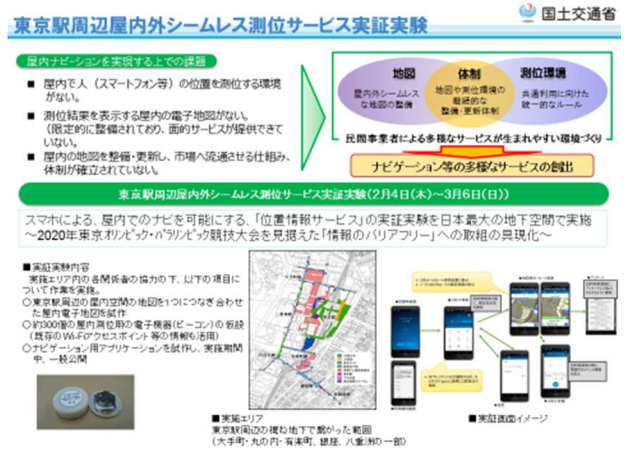 東京駅周辺屋内外シームレス測位サービス実証実験
国土交通省
屋内ナビーションを実現する上での課題
■ 屋内で人（スマートフォン等）の位置を測位する環境
がない。
■ 測位結果を表示する屋内の電子地図がない。
（限定的に整備されており、面的サービスが提供できて
いない。
■ 屋内の地図を整備・更新し、市場へ流通させる仕組み、
体制が確立されていない。
地図
屋内外シームレス
な地図の整備
体制
地図や測位環境の
継続的な
整備・更新体制
測位環境
共通利用に向けた
統一的なルール
民間事業者による多様なサービスが生まれやすい環境づくり
ナビゲーション等の多様なサービスの創出
東京駅周辺屋内外シームレス測位サービス実証実験(2月4日(木)～3月6日(日))
スマホによる、屋内でのナビを可能にする、「位置情報サービス」の実証実験を日本最大の地下空間で実施
～2020年東京オリンピック・パラリンピック競技大会を見据えた「情報のバリアフリー」への取組の具現化～
■実証実験内容
実施エリア内の各関係者の協力の下、以下の項目に
ついて作業を実施。
○東京駅周辺の屋内空間の地図を1つにつなぎ合わせ
た屋内電子地図を試作
○約300個の屋内測位用の電子機器(ビーコン)の仮設
(既存のWi-Fiアクセスポイント等の情報も活用)
○ナビゲーション用アプリケーションを試作し、実施期間
中、一般公開
■実施エリア
東京駅周辺の概ね地下で繋がった範囲
(大手町・丸の内・有楽町、銀座、八重洲の一部)
■実証画面イメージ